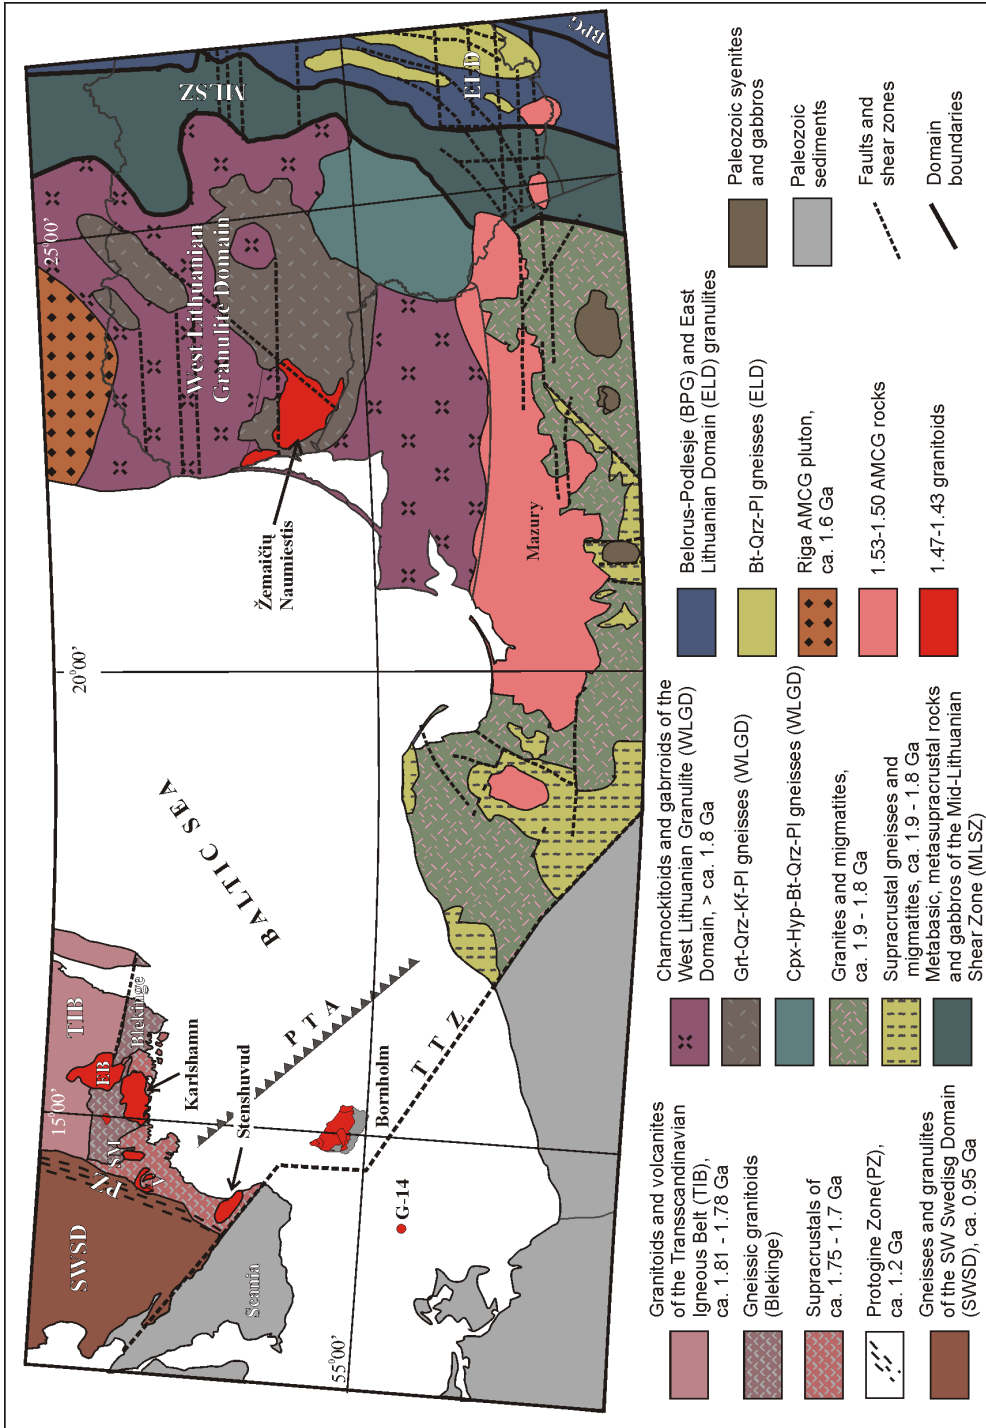 SWSD
PZ
TIB
15°00'
EB
SM
Blekinge
Karlshamn
Stenshuvud
Scania
55°00'
G-14
Bornholm
P T A
T T Z
BALTIC SEA
20°00'
25°00'
West Lithuanian
Granulite Domain
Žemaičių
Naumiestis
Mazury
MLSZ
ELD
BPG
Granitoids and volcanites
of the Transscandinavian
Igneous Belt (TIB),
ca. 1.81 - 1.78 Ga
Gneissic granitoids
(Blekinge)
Supracrustals of
ca. 1.75 - 1.7 Ga
Protogine Zone(PZ),
ca. 1.2 Ga
Gneisses and granulites
of the SW Swedisg Domain
(SWSD), ca. 0.95 Ga
Charnockitoids and gabbroids of the
West Lithuanian Granulite (WLGD)
Domain, > ca. 1.8 Ga
Grt-Qrz-Kf-Pl gneisses (WLGD)
Cpx-Hyp-Bt-Qrz-Pl gneisses (WLGD)
Granites and migmatites,
ca. 1.9 - 1.8 Ga
Supracrustal gneisses and
migmatites, ca. 1.9 - 1.8 Ga
Metabasic, metasupracrustal rocks
and gabbros of the Mid-Lithuanian
Shear Zone (MLSZ)
Belorus-Podlesje (BPG) and East
Lithuanian Domain (ELD) granulites
Bt-Qrz-Pl gneisses (ELD)
Riga AMCG pluton,
ca. 1.6 Ga
1.53-1.50 AMCG rocks
1.47-1.43 granitoids
Paleozoic syenites
and gabbros
Paleozoic
sediments
Faults and
shear zones
Domain
boundaries